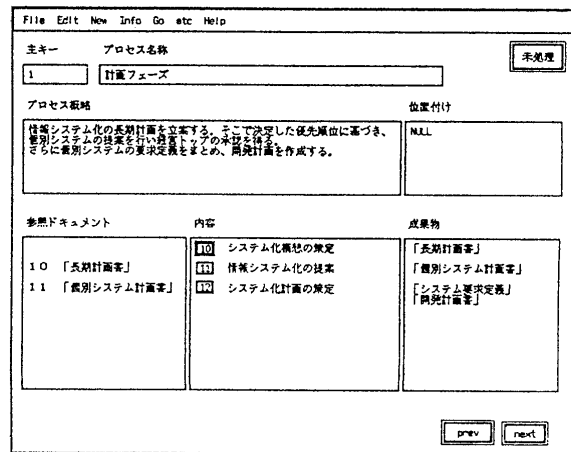 File Edit New Info Go etc Help
主キー
プロセス名称
未処理
1
計画フェーズ
プロセス概略
位置付け
情報システム化の長期計画を立案する。そこで決定した優先順位に基づき、
個別システムの提案を行い経営トップの承認を得る。
さらに個別システムの要求定義をまとめ、開発計画を作成する。
NULL
参照ドキュメント
内容
成果物
10 システム化構想の策定
「長期計画書」
10 「長期計画書」
11 情報システム化の提案
「個別システム計画書」
11 「個別システム計画書」
12 システム化計画の策定
「システム要求定義」
「開発計画書」
prev
next